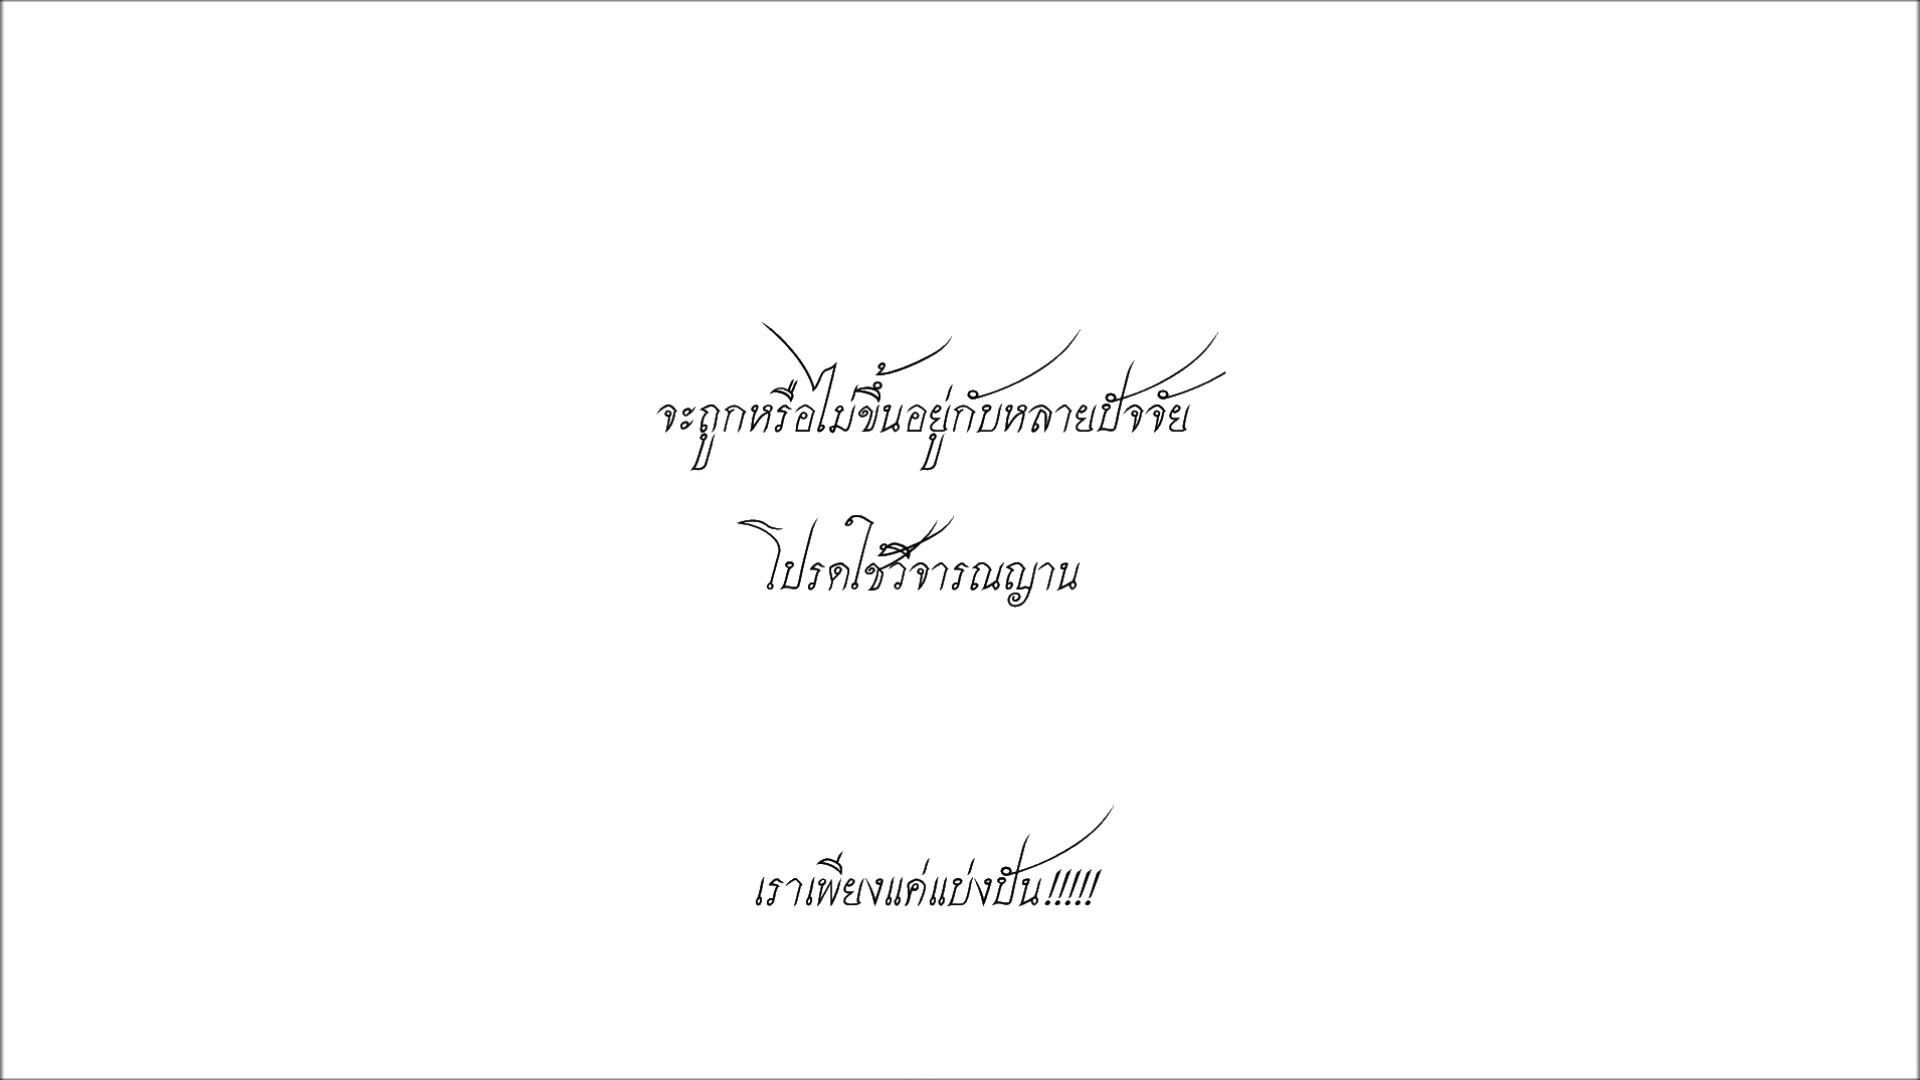 จะถูกหรือไม่ขึ้นอยู่กับหลายปัจจัย
โปรดใช้วิจารณญาน
เราเพียงแค่แบ่งปัน!!!!!